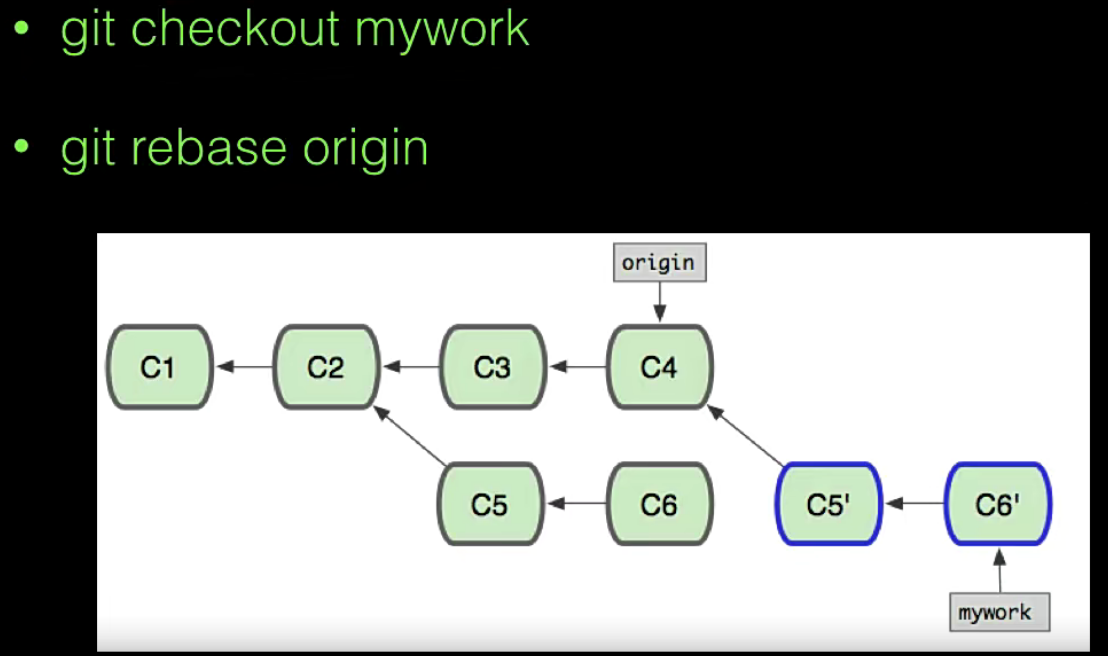 • git checkout mywork
• git rebase origin
origin
C1 C2 C3 C4
C5 C6 C5' C6'
mywork